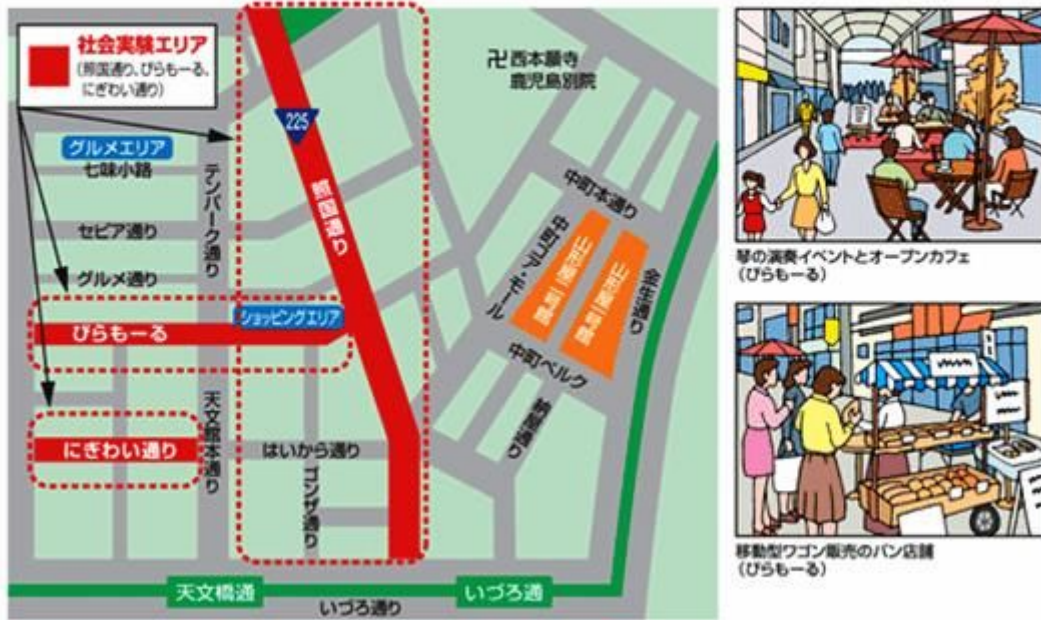 社会実験エリア
(照国通り、ぴらもーる、
にぎわい通り)
卍西本願寺
鹿児島別院
225
グルメエリア
七味小路
テンパーク通り
照国通り
中町本通り
セピア通り
中町コア・モール
山形屋二号館
山形屋一号館
金生通り
グルメ通り
ショッピングエリア
ぴらもーる
中町ベルク
天文館本通り
納屋通り
にぎわい通り
はいから通り
ゴンザ通り
天文橋通
いづろ通り
いづろ通
琴の演奏イベントとオープンカフェ
(ぴらもーる)
移動型ワゴン販売のパン店舗
(ぴらもーる)